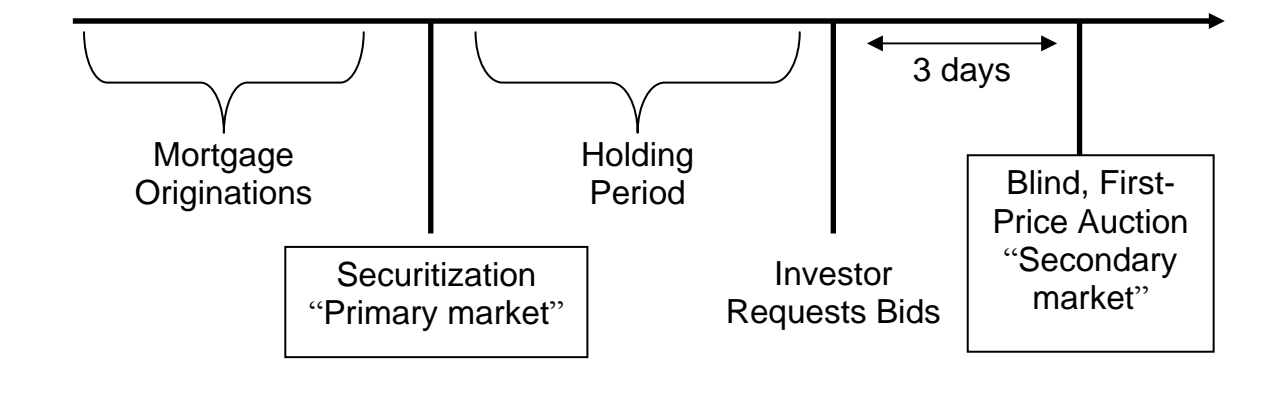 3 days
Mortgage
Originations
Holding
Period
Blind, First-
Price Auction
“Secondary
market”
Securitization
“Primary market”
Investor
Requests Bids